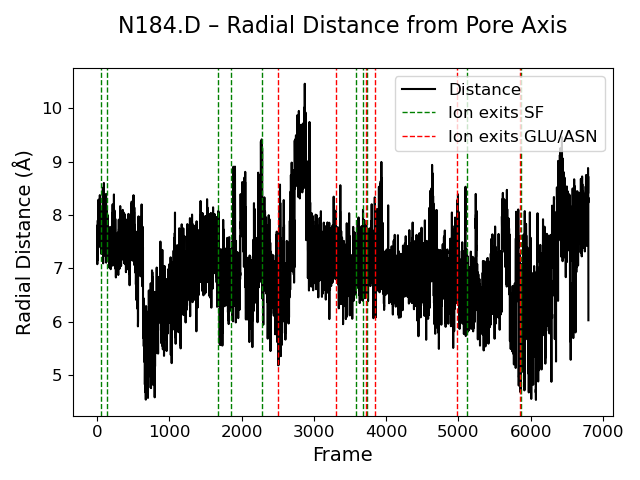 N184.D – Radial Distance from Pore Axis
Radial Distance (Å)
10
9
8
7
6
5
Distance
Ion exits SF
Ion exits GLU/ASN
0 1000 2000 3000 4000 5000 6000 7000
Frame